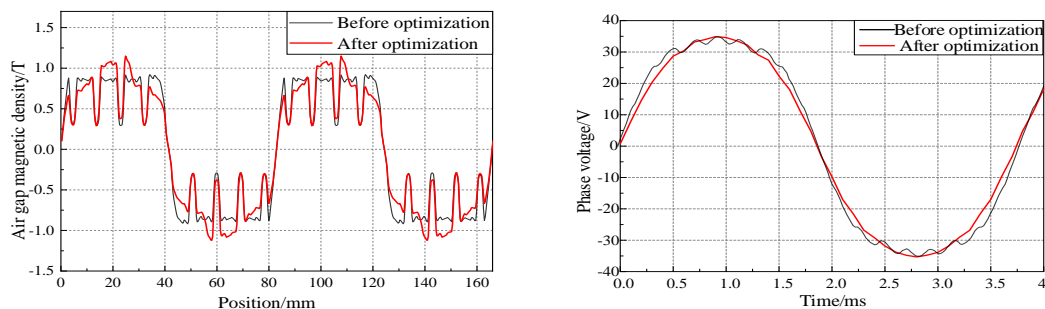 1.5
1.0
0.5
0.0
-0.5
-1.0
-1.5
Air gap magnetic density/T
Before optimization
After optimization
0 20 40 60 80 100 120 140 160
Position/mm
40
30
20
10
0
-10
-20
-30
-40
Phase voltage/V
Before optimization
After optimization
0.0 0.5 1.0 1.5 2.0 2.5 3.0 3.5 4
Time/ms